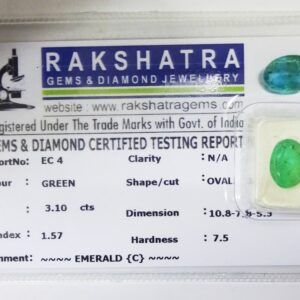 RAKSHATRA
GEMS & DIAMOND JEWELLERY
website : www.rakshatragems.com
egistered Under The Trade Marks with Govt. of India
EMS & DIAMOND CERTIFIED TESTING REPORT
ortNo: EC 4 Clarity : N/A
our : GREEN Shape/cut : OVAL
: 3.10 cts Dimension : 10.8-7.8-5.3
Index : 1.57 Hardness : 7.5
nment: ~~~~ EMERALD {C} ~~~~